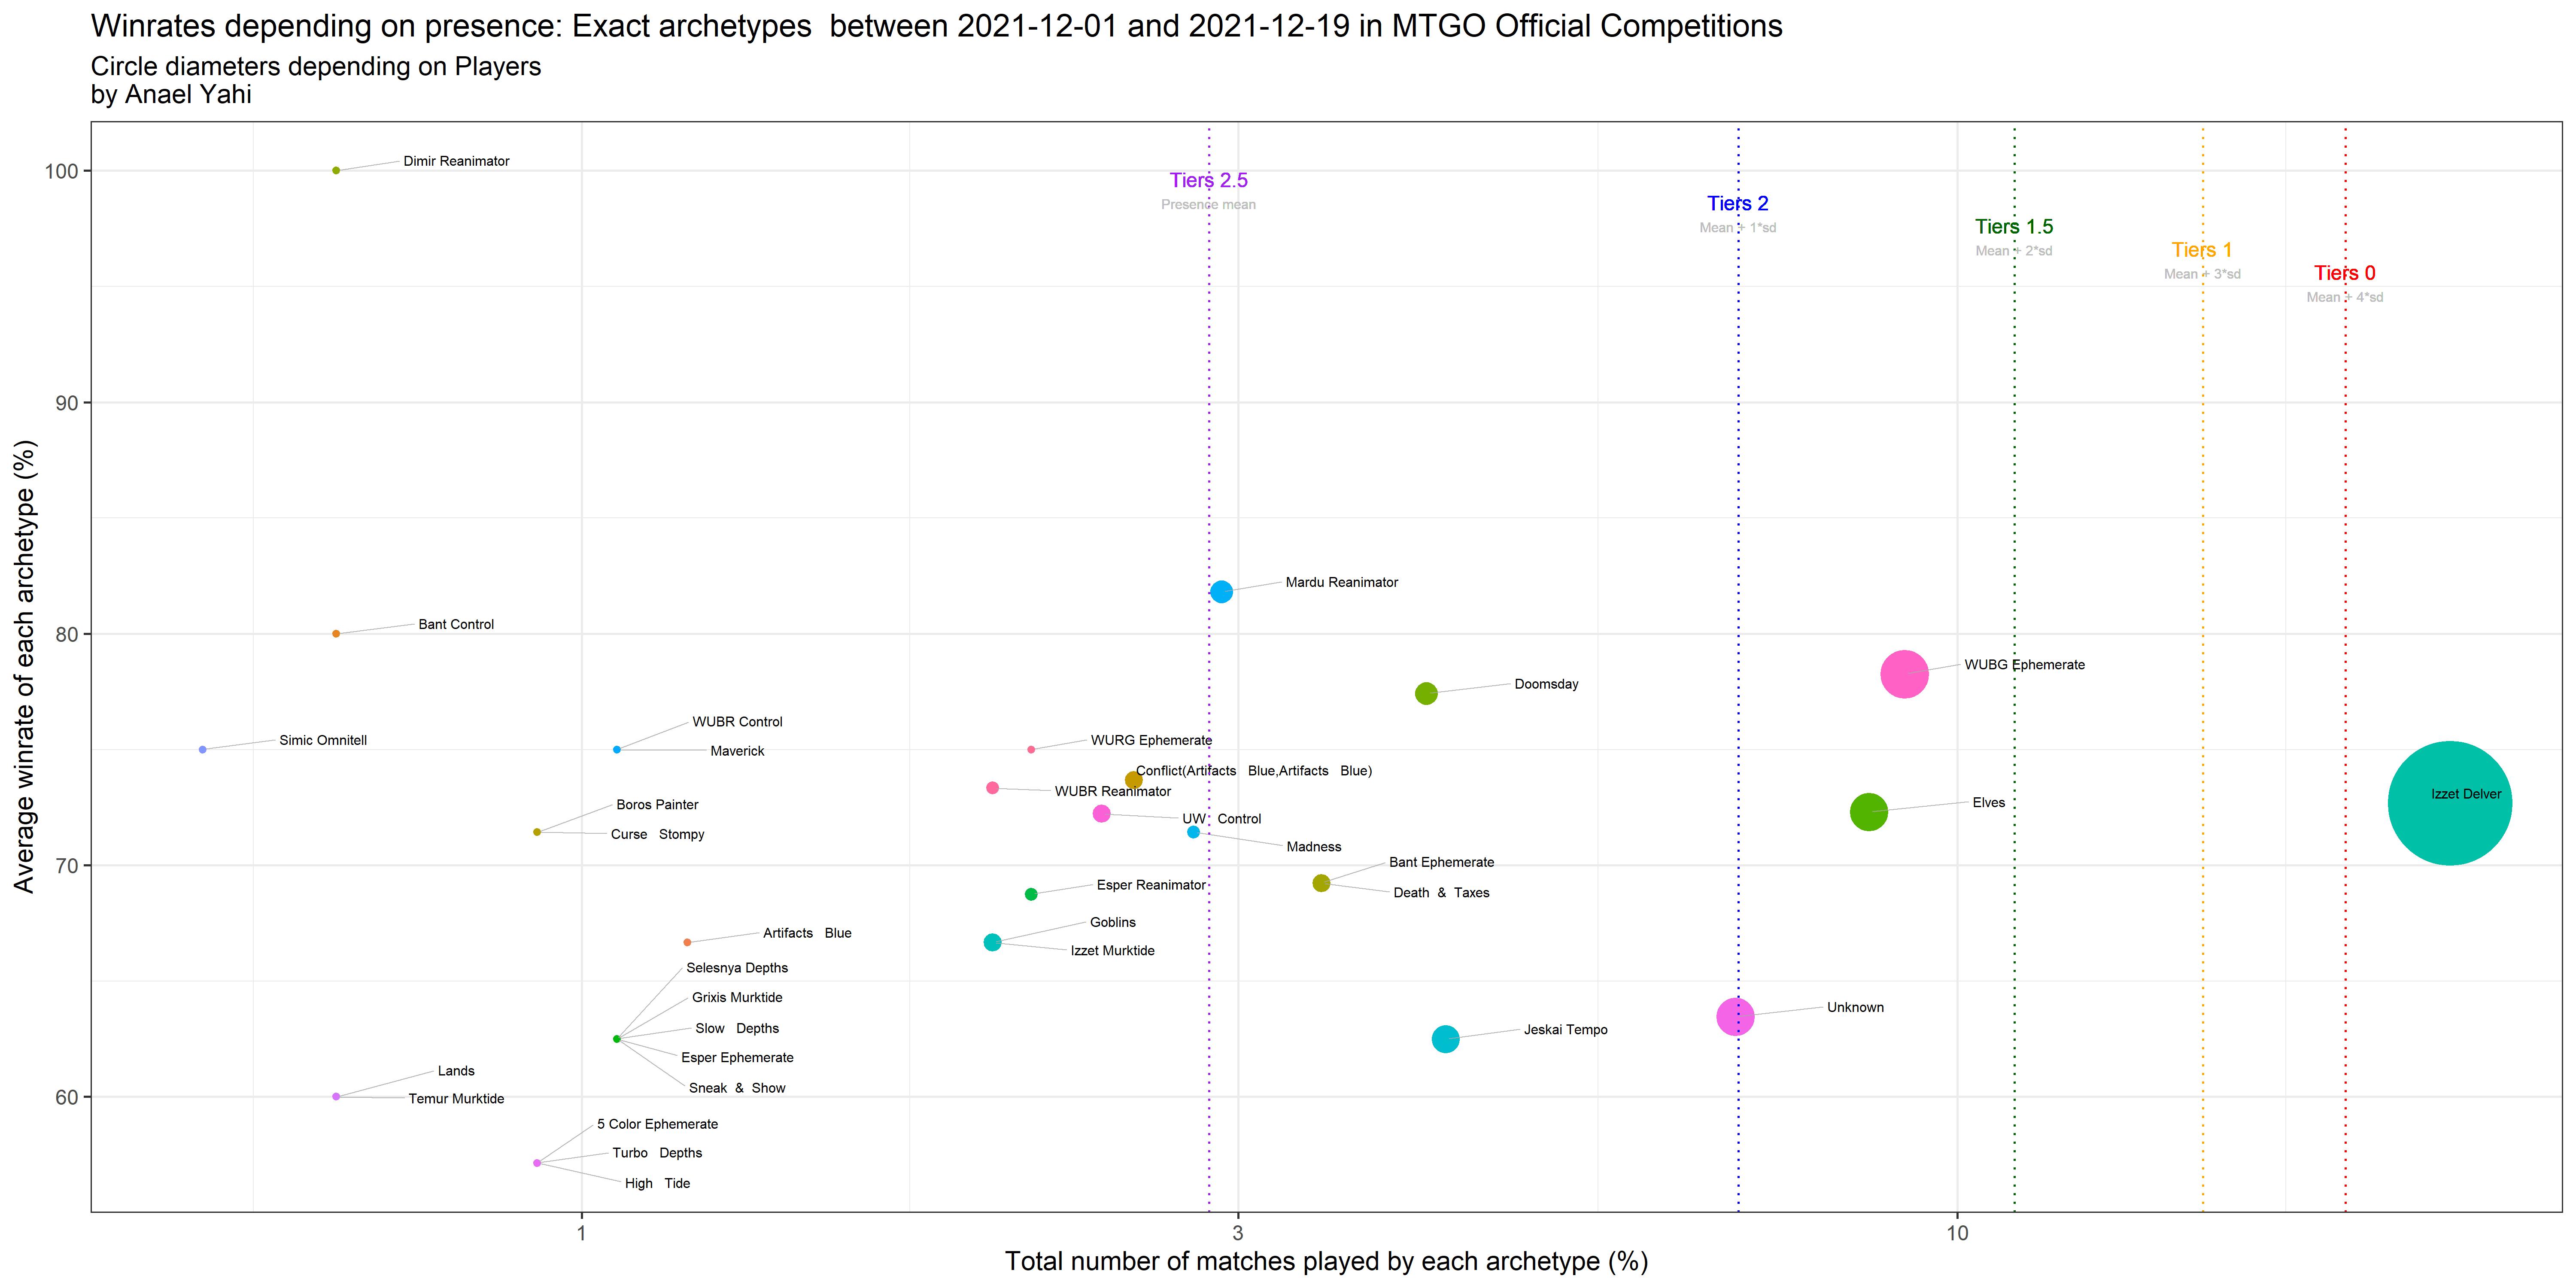 Winrates depending on presence: Exact archetypes  between 2021-12-01 and 2021-12-19 in MTGO Official Competitions
Circle diameters depending on Players
by Anael Yahi
Average winrate of each archetype (%)
100
90
80
70
60
Dimir Reanimator
Tiers 2.5
Presence mean
Tiers 2
Mean + 1*sd
Tiers 1.5
Mean + 2*sd
Tiers 1
Mean + 3*sd
Tiers 0
Mean + 4*sd
Mardu Reanimator
Bant Control
WUBG Ephemerate
Doomsday
WUBR Control
Simic Omnitell
WURG Ephemerate
Maverick
Conflict(Artifacts   Blue,Artifacts   Blue)
WUBR Reanimator
Izzet Delver
Elves
Boros Painter
UW   Control
Curse   Stompy
Madness
Bant Ephemerate
Esper Reanimator
Death  &  Taxes
Goblins
Artifacts   Blue
Izzet Murktide
Selesnya Depths
Grixis Murktide
Unknown
Slow   Depths
Jeskai Tempo
Esper Ephemerate
Lands
Sneak  &  Show
Temur Murktide
5 Color Ephemerate
Turbo   Depths
High   Tide
1
3
10
Total number of matches played by each archetype (%)